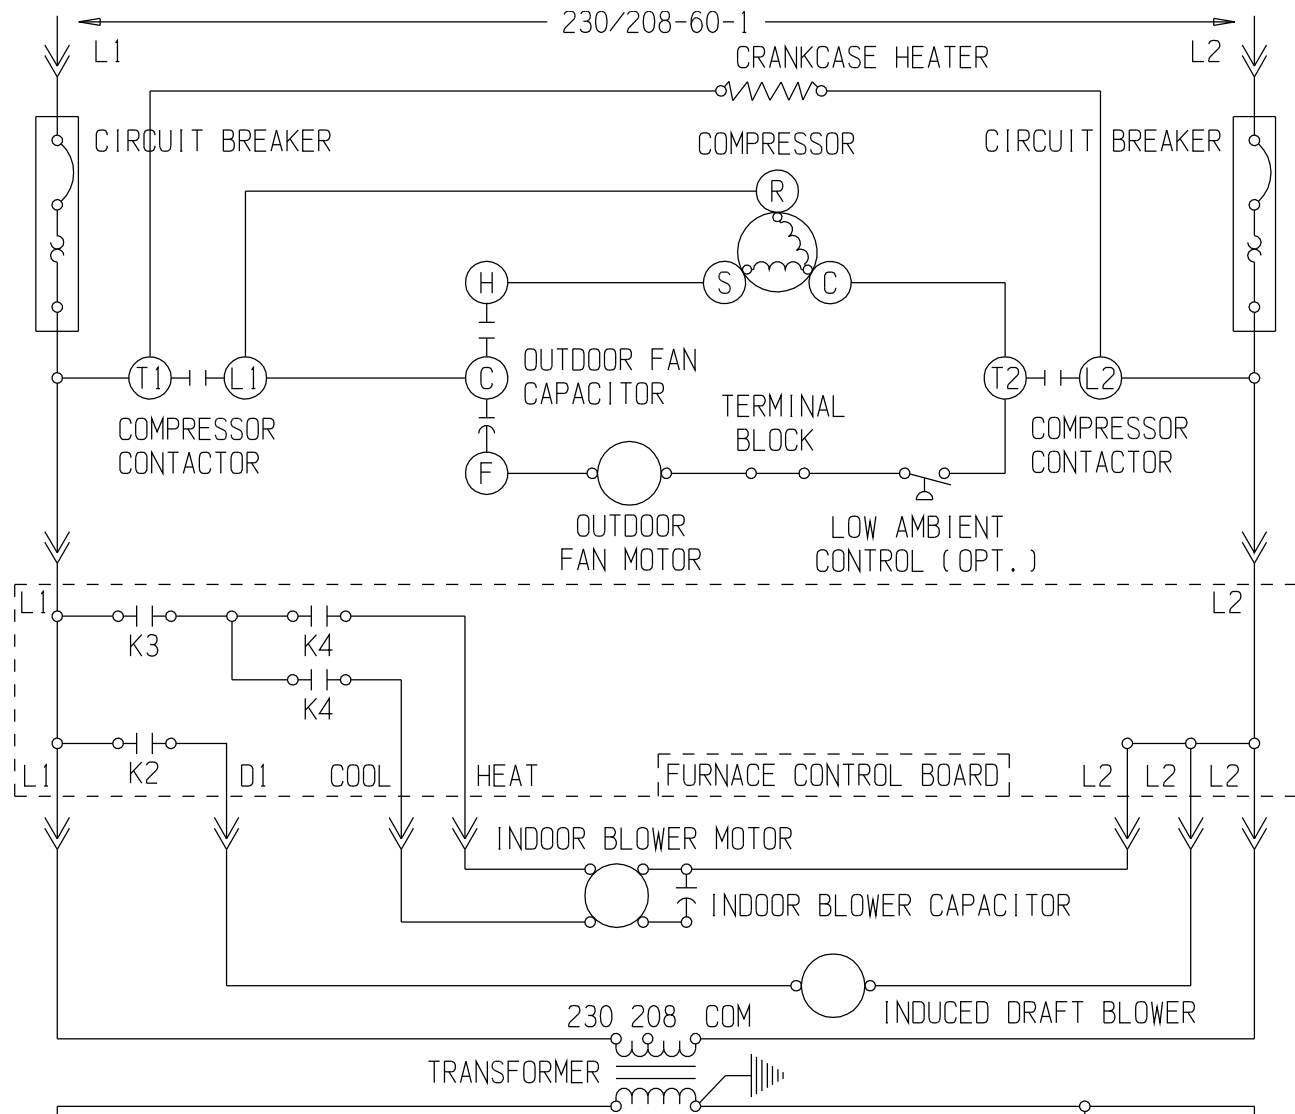 230/208-60-1
L1
L2
CRANKCASE HEATER
CIRCUIT BREAKER
COMPRESSOR
CIRCUIT BREAKER
R
H
S
C
T1
L1
C
OUTDOOR FAN
CAPACITOR
T2
L2
COMPRESSOR
CONTACTOR
TERMINAL
BLOCK
COMPRESSOR
CONTACTOR
F
OUTDOOR
FAN MOTOR
LOW AMBIENT
CONTROL (OPT.)
L1
L2
K3
K4
K4
L1
K2
D1
COOL
HEAT
FURNACE CONTROL BOARD
L2
L2
L2
INDOOR BLOWER MOTOR
INDOOR BLOWER CAPACITOR
INDUCED DRAFT BLOWER
230 208 COM
TRANSFORMER